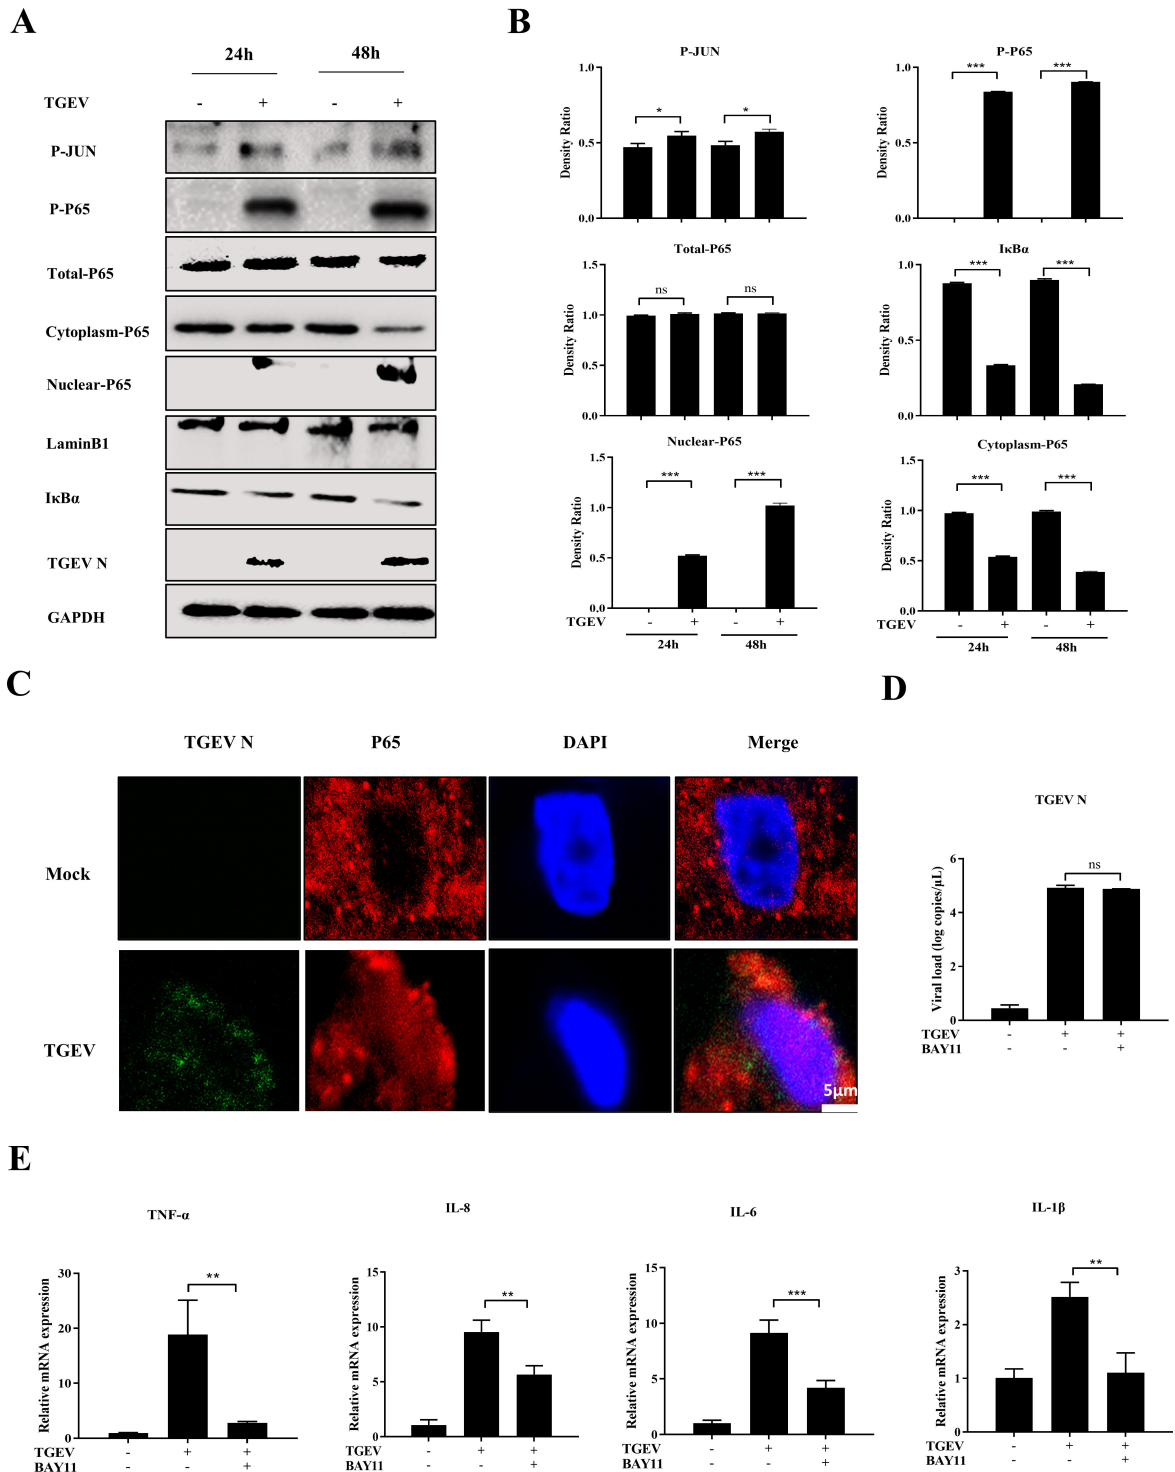 A
24h 48h
TGEV - + - +
P-JUN
P-P65
Total-P65
Cytoplasm-P65
Nuclear-P65
LaminB1
IκBα
TGEV N
GAPDH
B
P-JUN
Density Ratio
1.0
0.5
0.0
* *
P-P65
Density Ratio
1.0
0.5
0.0
*** ***
Total-P65
Density Ratio
1.5
1.0
0.5
0.0
ns ns
IκBα
Density Ratio
1.0
0.5
0.0
*** ***
Nuclear-P65
Density Ratio
1.5
1.0
0.5
0.0
*** ***
TGEV - + - +
24h 48h
Cytoplasm-P65
Density Ratio
1.5
1.0
0.5
0.0
*** ***
TGEV - + - +
24h 48h
C
TGEV N P65 DAPI Merge
Mock
TGEV
5μm
D
TGEV N
Viral load (log copies/μL)
6
4
2
0
ns
TGEV - + +
BAY11 - - +
E
TNF-α
Relative mRNA expression
30
20
10
0
**
TGEV - + +
BAY11 - - +
IL-8
Relative mRNA expression
15
10
5
0
**
TGEV - + +
BAY11 - - +
IL-6
Relative mRNA expression
15
10
5
0
***
TGEV - + +
BAY11 - - +
IL-1β
Relative mRNA expression
3
2
1
0
**
TGEV - + +
BAY11 - - +